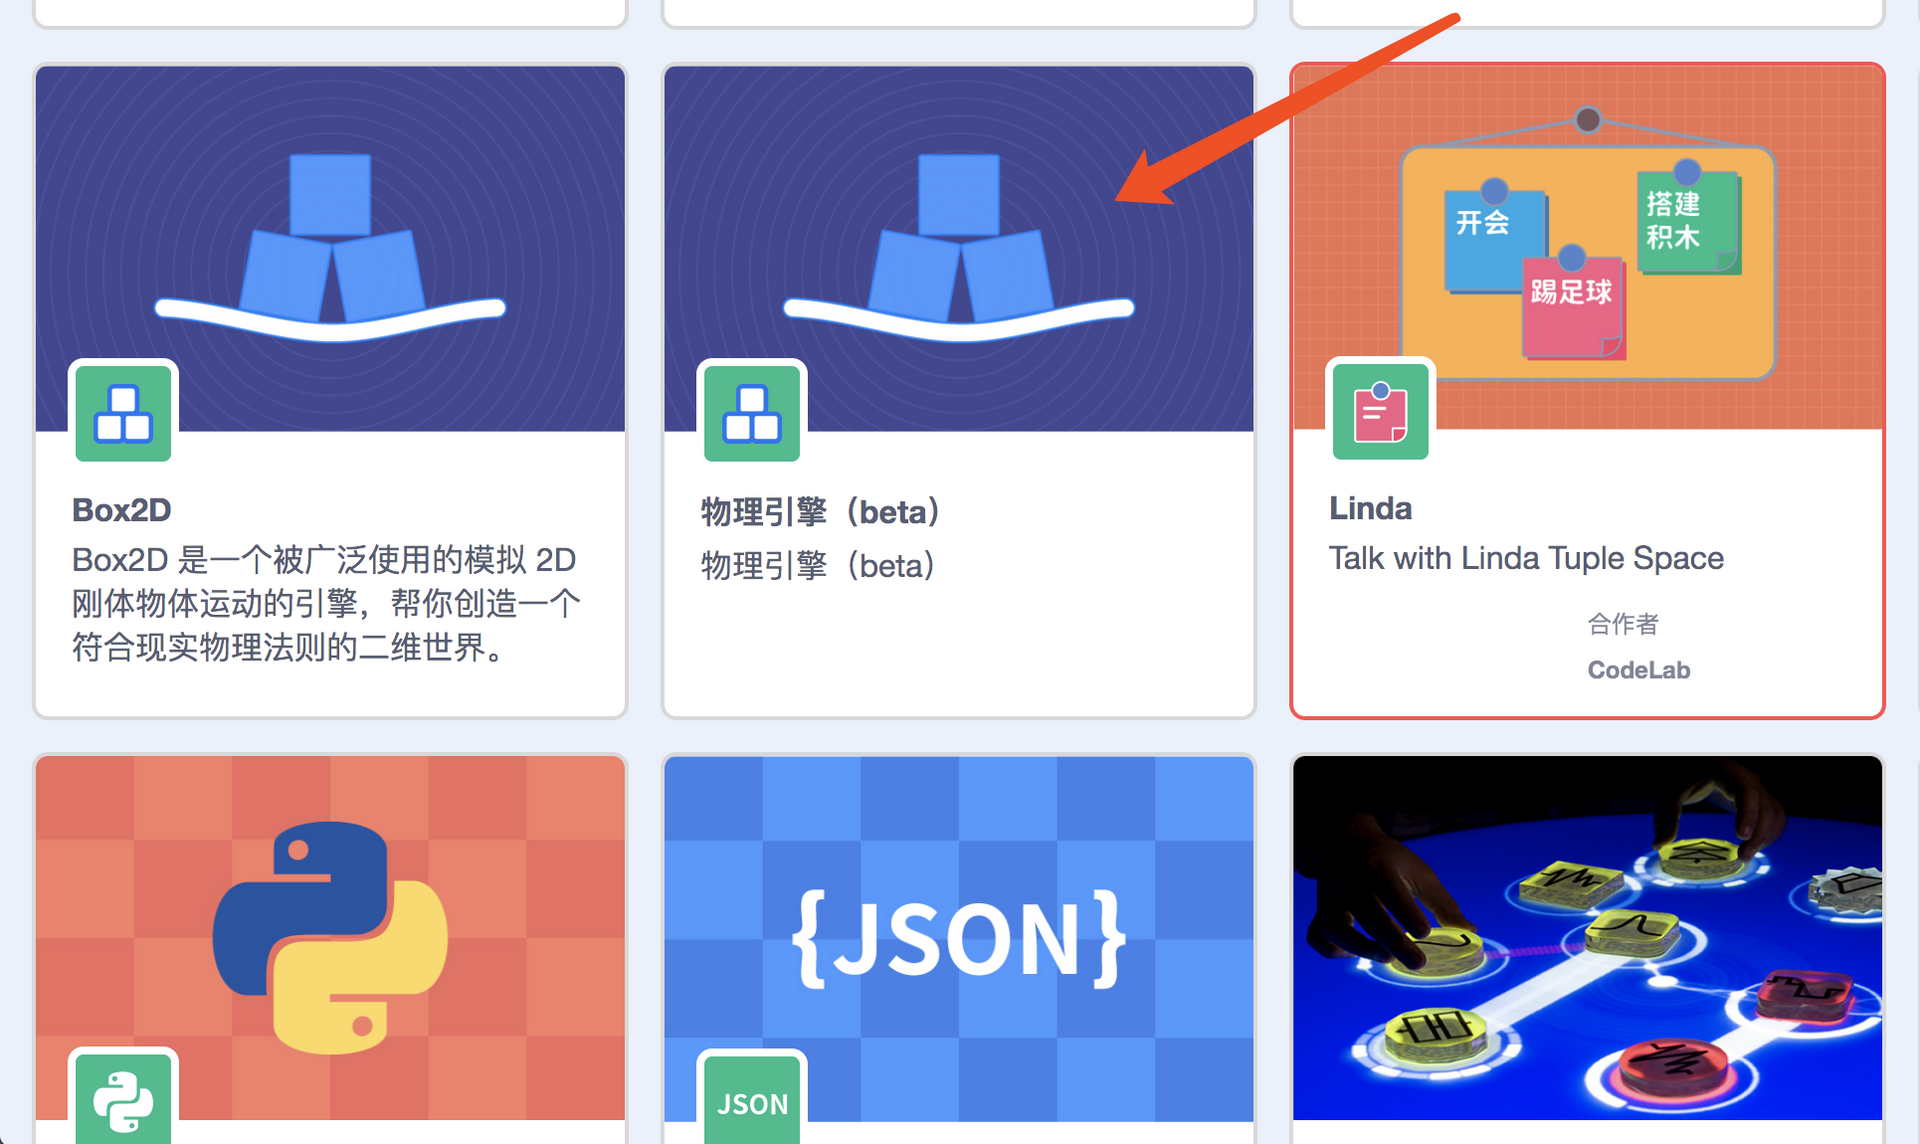 开会
搭建
积木
踢足球
Box2D
Box2D 是一个被广泛使用的模拟 2D
刚体物体运动的引擎，帮你创造一个
符合现实物理法则的二维世界。
物理引擎（beta）
物理引擎（beta）
Linda
Talk with Linda Tuple Space
合作者
CodeLab
{JSON}
JSON